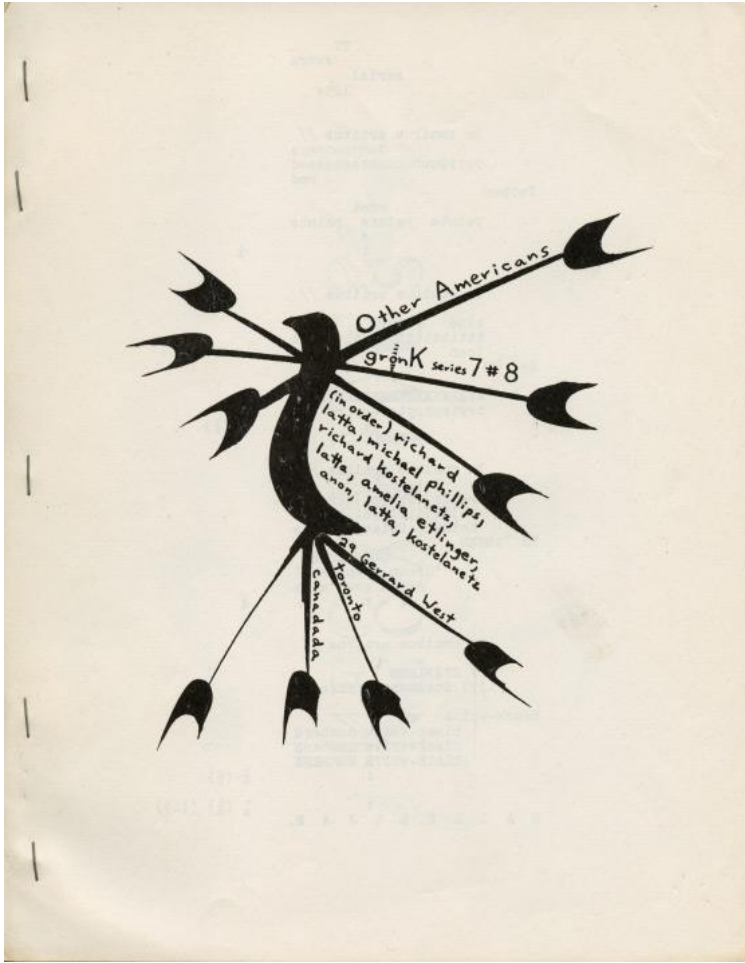 Other Americans
gronK series 7 # 8
(in order) richard
latta, michael phillips,
richard kostelanetz,
latta, amelia etlinger,
anon, latta, kostelanetz
29 Gerrard West
toronto
canadada